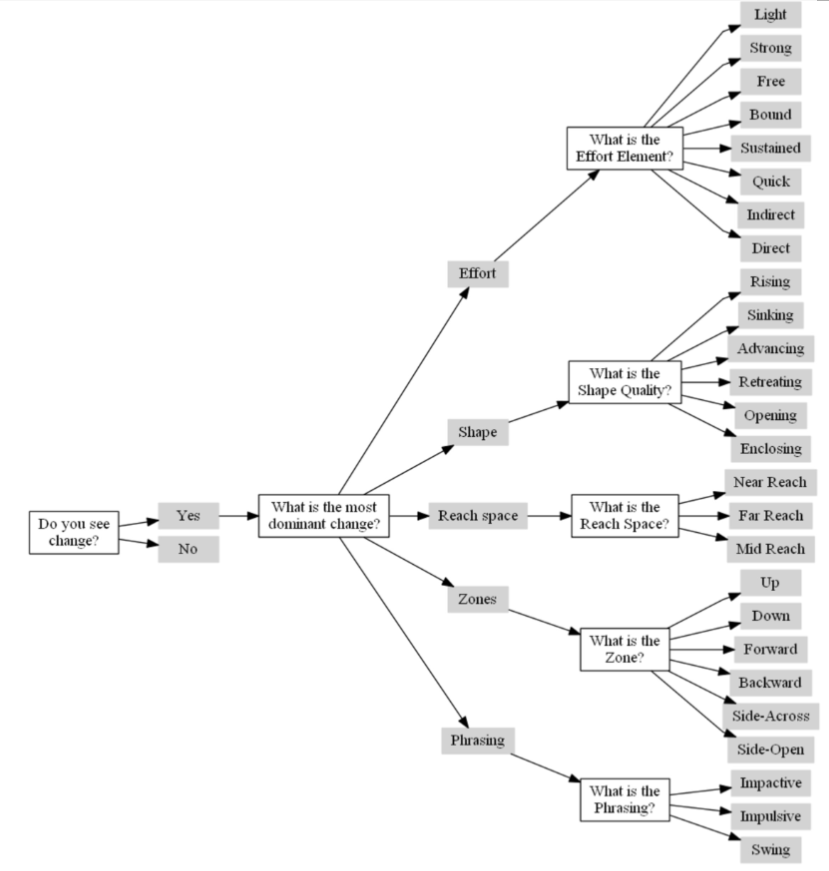 Do you see
change?
Yes
No
What is the most
dominant change?
Effort
Shape
Reach space
Zones
Phrasing
What is the
Effort Element?
Light
Strong
Free
Bound
Sustained
Quick
Indirect
Direct
What is the
Shape Quality?
Rising
Sinking
Advancing
Retreating
Opening
Enclosing
What is the
Reach Space?
Near Reach
Far Reach
Mid Reach
What is the
Zone?
Up
Down
Forward
Backward
Side-Across
Side-Open
What is the
Phrasing?
Impactive
Impulsive
Swing